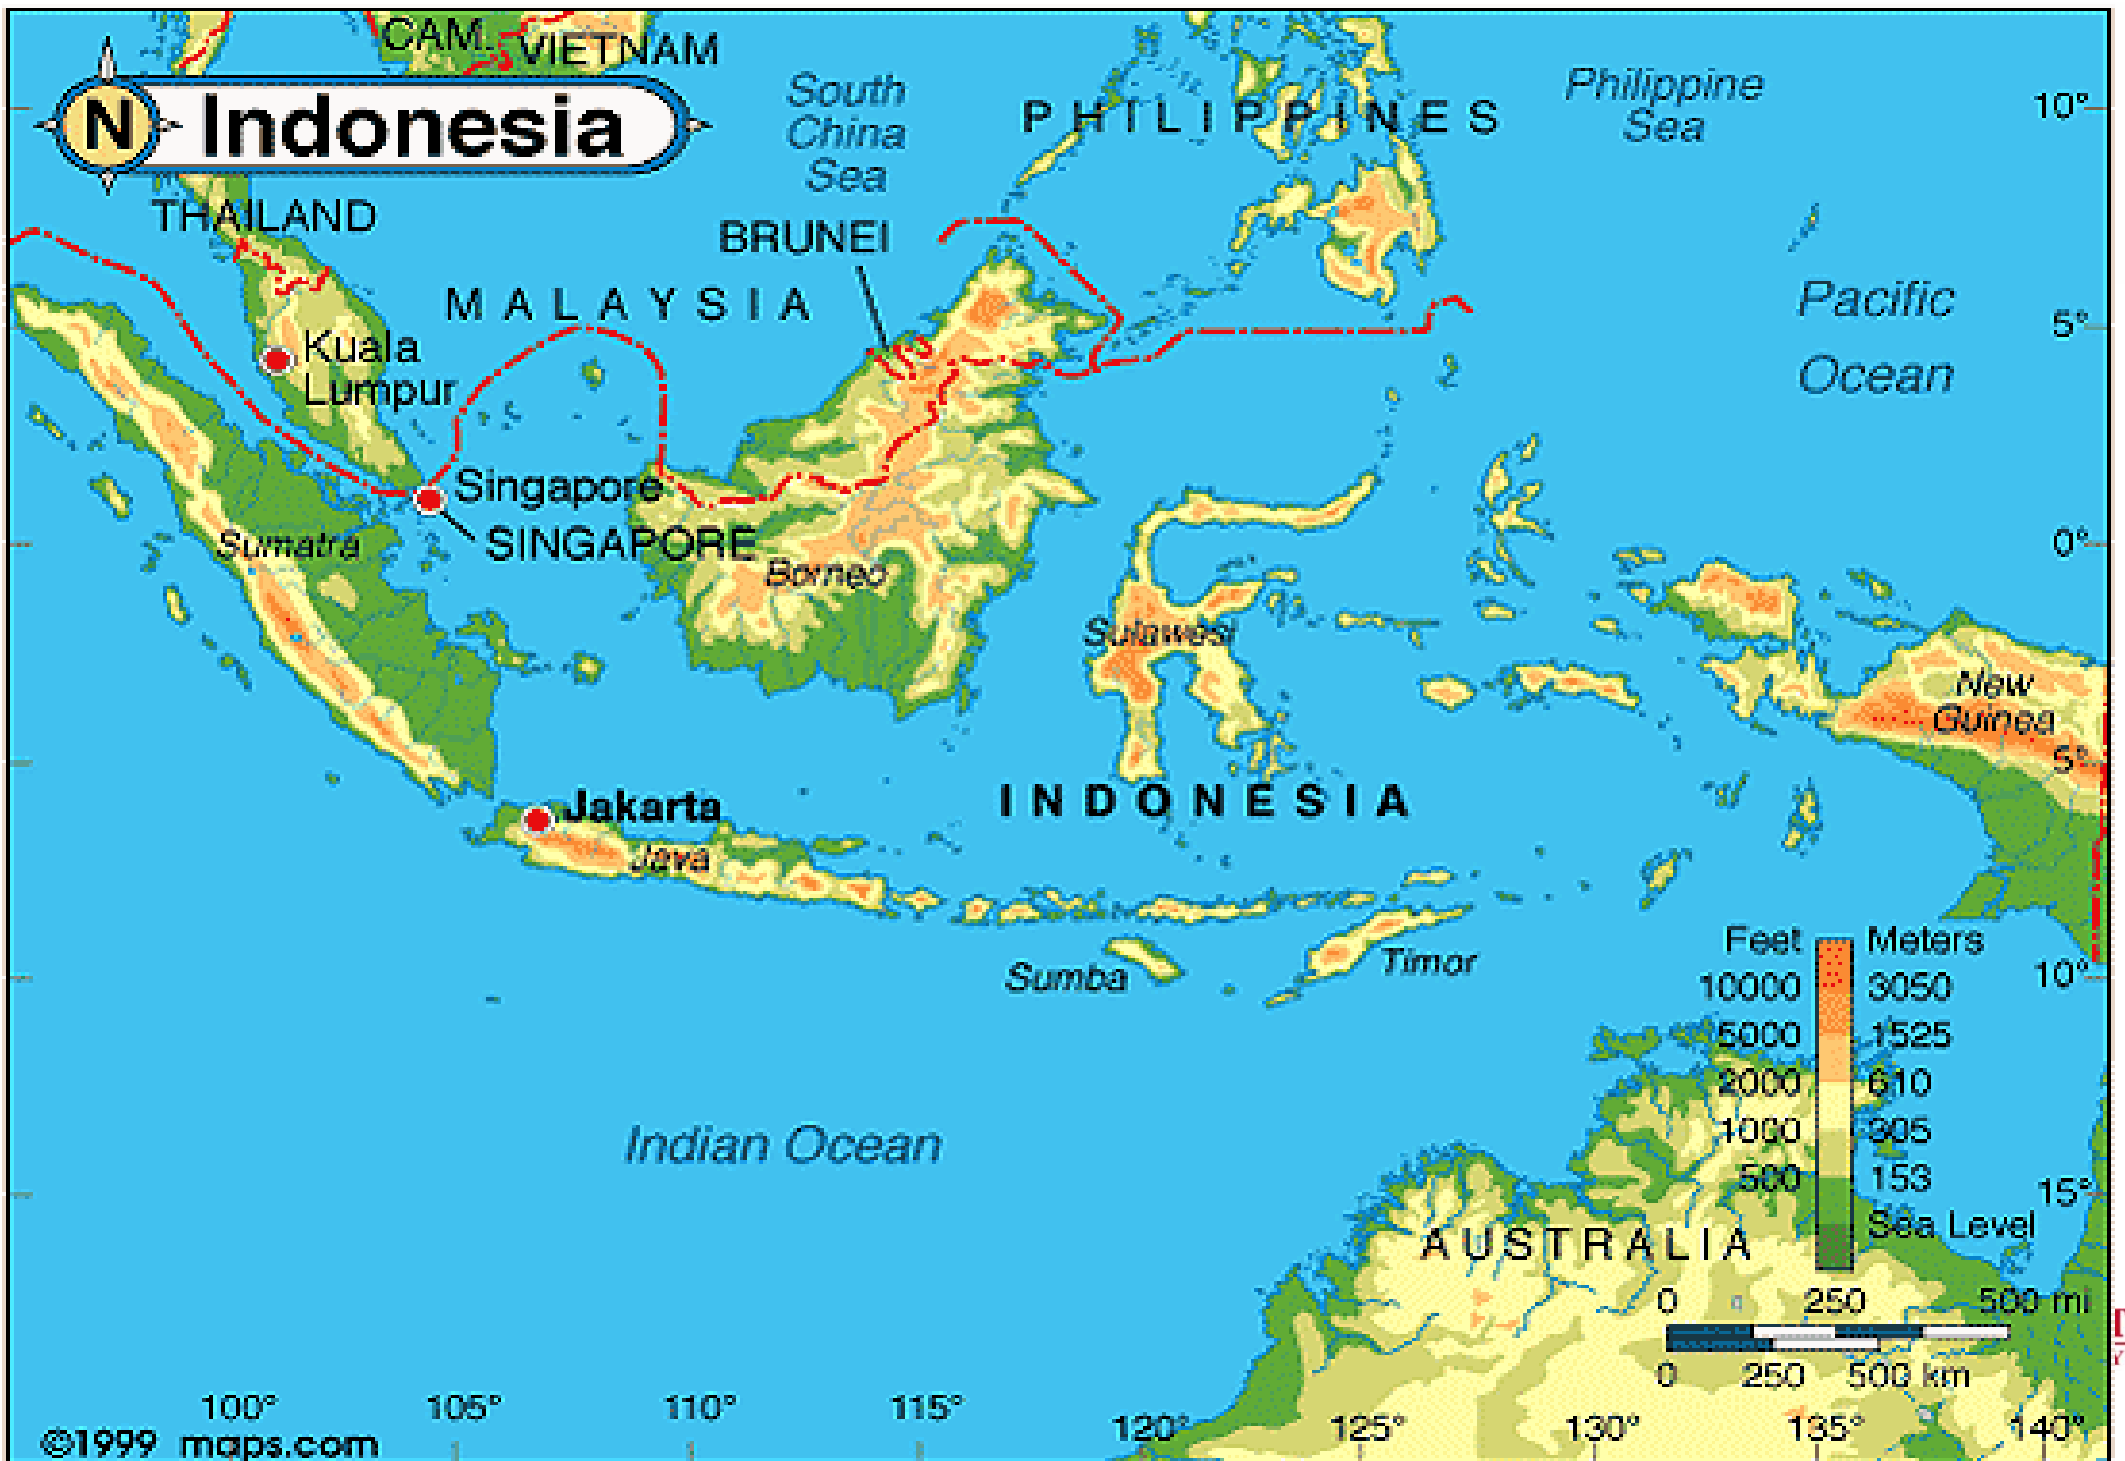 CAM.
VIETNAM
N
Indonesia
South
China
Sea
PHILIPPINES
Philippine
Sea
10°
THAILAND
BRUNEI
MALAYSIA
Pacific
Ocean
5°
Kuala
Lumpur
Singapore
SINGAPORE
Sumatra
Borneo
0°
Sulawesi
New
Guinea
5°
INDONESIA
Jakarta
Java
Sumba
Timor
Feet
Meters
10°
10000
3050
5000
1525
2000
610
1000
305
500
153
15°
Sea Level
Indian Ocean
AUSTRALIA
0 250 500 mi
0 250 500 km
100° 105° 110° 115° 120° 125° 130° 135° 140°
©1999 maps.com